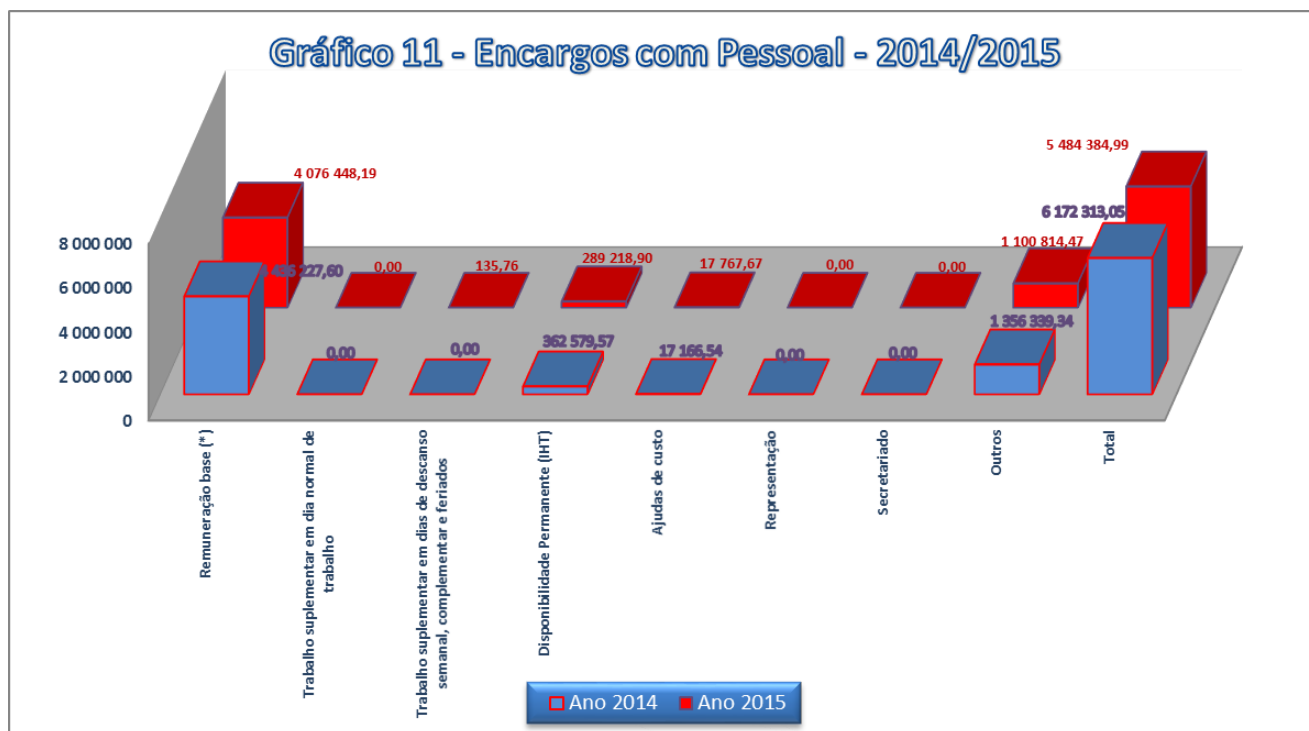 Gráfico 11 - Encargos com Pessoal - 2014/2015
5 484 384,99
4 076 448,19
6 172 313,05
1 100 814,47
289 218,90
17 767,67
0,00
135,76
0,00
0,00
227,60
8 000 000
6 000 000
4 000 000
2 000 000
0
1 356 339,34
362 579,57
17 166,54
0,00
0,00
0,00
0,00
Remuneração base (*)
Trabalho suplementar em dia normal de
trabalho
Trabalho suplementar em dias de descanso
semanal, complementar e feriados
Disponibilidade Permanente (IHT)
Ajudas de custo
Representação
Secretariado
Outros
Total
Ano 2014
Ano 2015